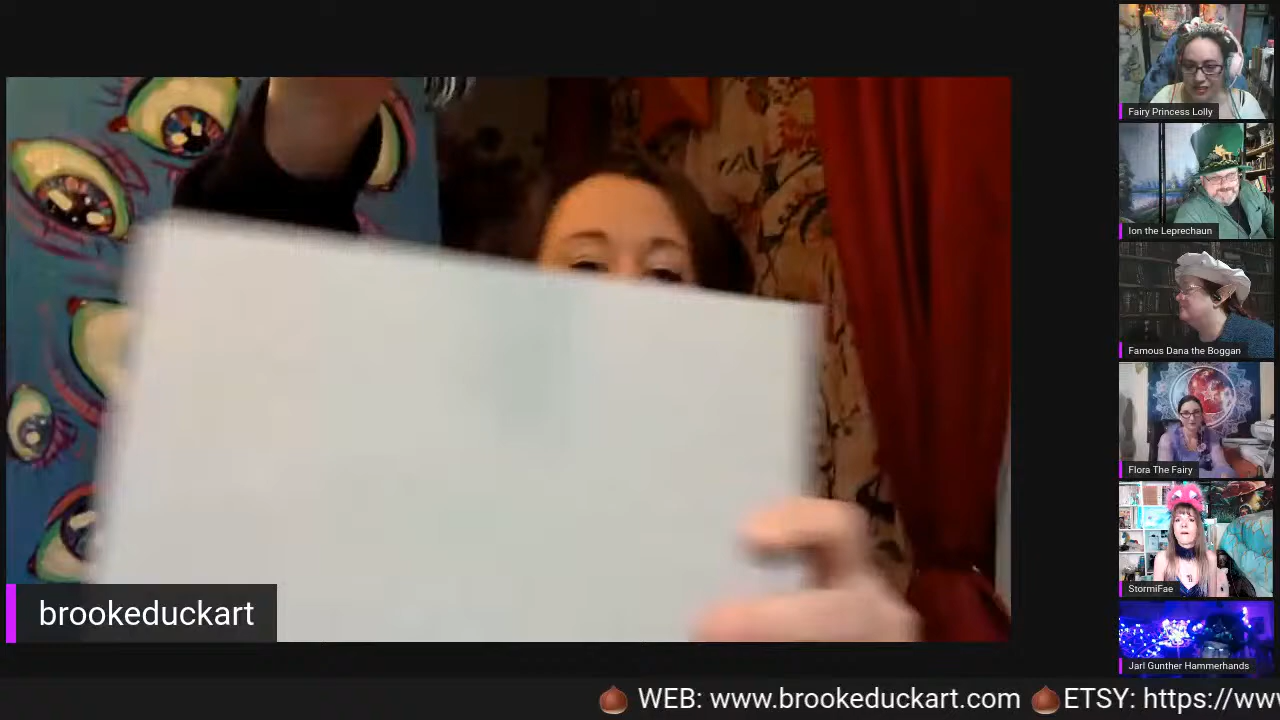 Fairy Princess Lolly
Ion the Leprechaun
Famous Dana the Boggan
Flora The Fairy
StormiFae
Jarl Gunther Hammerhands
brookeduckart
🌰 WEB: www.brookeduckart.com 🌰ETSY: https://www